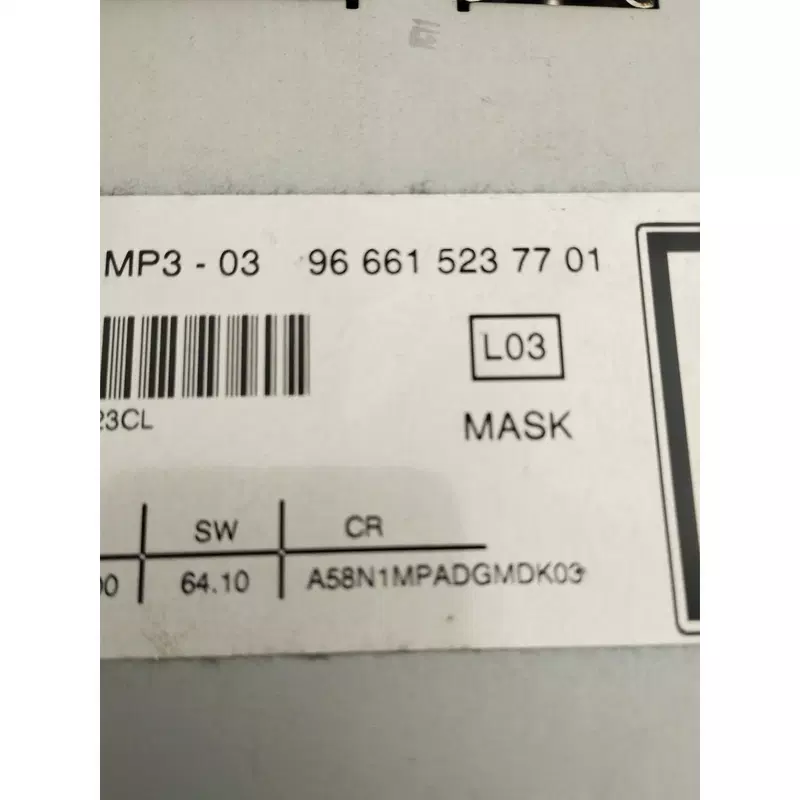 MP3 - 03 96 661 523 77 01
L03
23CL
MASK
SW CR
00 64.10 A58N1MPADGMDK03